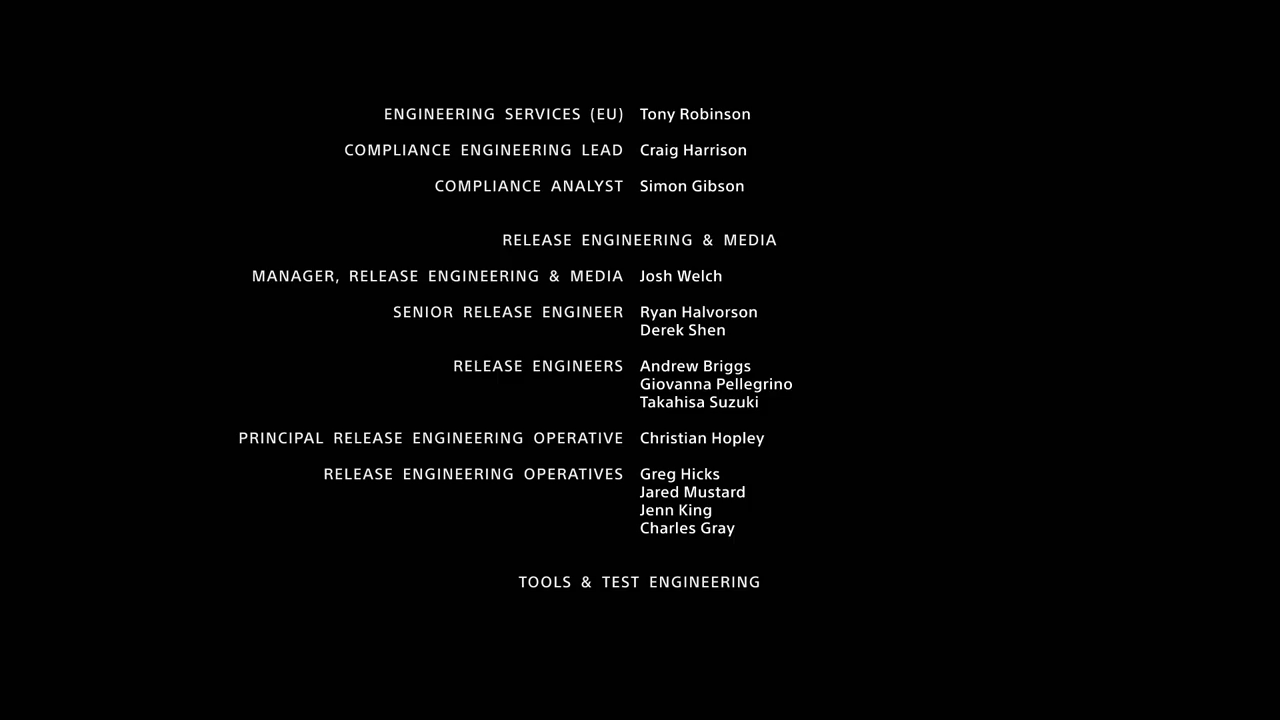 ENGINEERING SERVICES (EU) Tony Robinson
COMPLIANCE ENGINEERING LEAD Craig Harrison
COMPLIANCE ANALYST Simon Gibson
RELEASE ENGINEERING & MEDIA
MANAGER, RELEASE ENGINEERING & MEDIA Josh Welch
SENIOR RELEASE ENGINEER Ryan Halvorson
Derek Shen
RELEASE ENGINEERS Andrew Briggs
Giovanna Pellegrino
Takahisa Suzuki
PRINCIPAL RELEASE ENGINEERING OPERATIVE Christian Hopley
RELEASE ENGINEERING OPERATIVES Greg Hicks
Jared Mustard
Jenn King
Charles Gray
TOOLS & TEST ENGINEERING